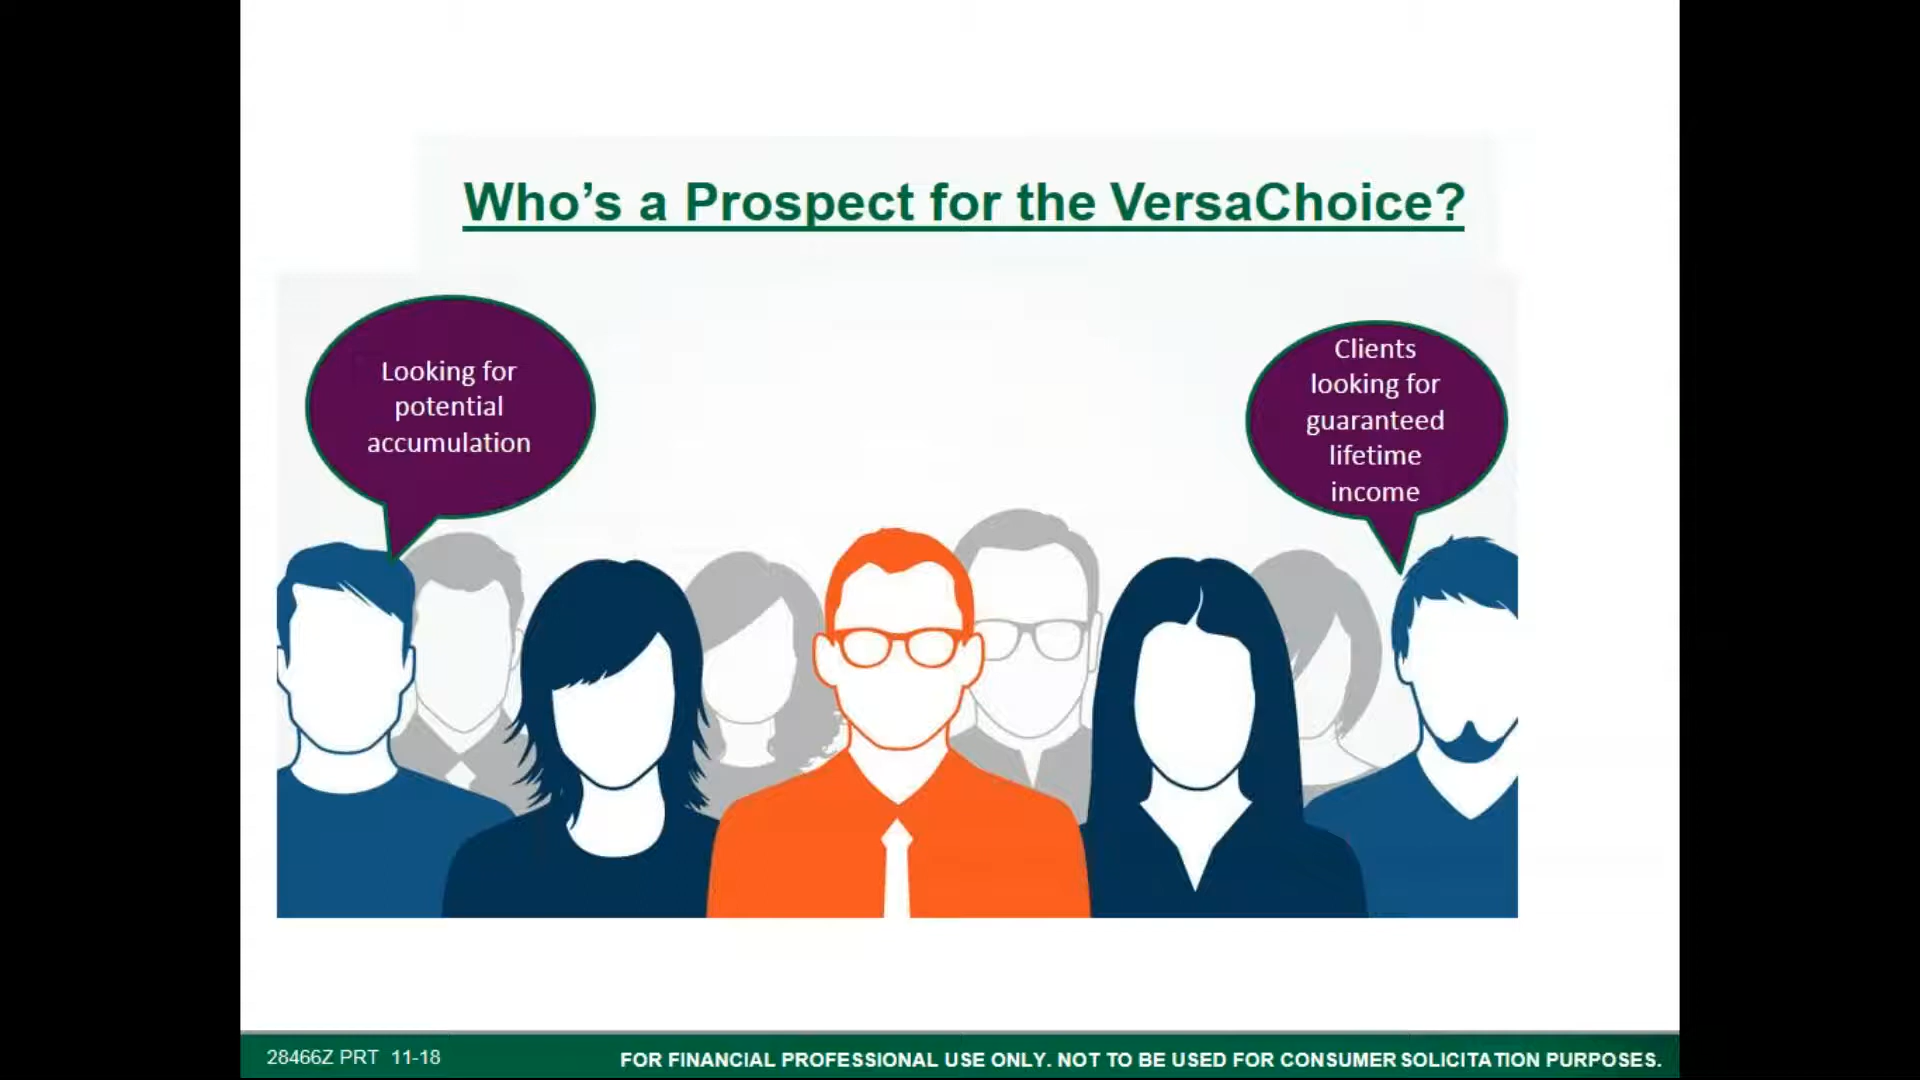 Who’s a Prospect for the VersaChoice?
Looking for
potential
accumulation
Clients
looking for
guaranteed
lifetime
income
28466Z PRT 11-18
FOR FINANCIAL PROFESSIONAL USE ONLY. NOT TO BE USED FOR CONSUMER SOLICITATION PURPOSES.